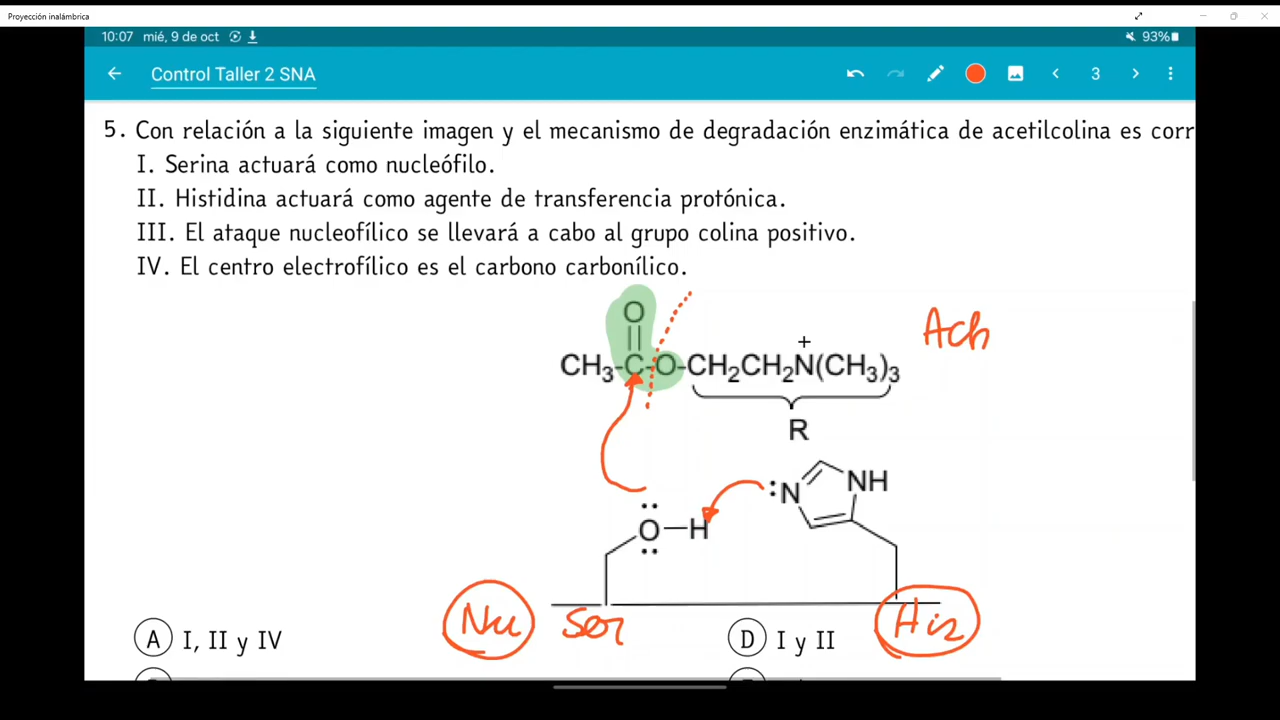 Proyección inalámbrica
10:07 mié, 9 de oct 93%
Control Taller 2 SNA 3
5. Con relación a la siguiente imagen y el mecanismo de degradación enzimática de acetilcolina es corr
I. Serina actuará como nucleófilo.
II. Histidina actuará como agente de transferencia protónica.
III. El ataque nucleofílico se llevará a cabo al grupo colina positivo.
IV. El centro electrofílico es el carbono carbonílico.
O
Ach
+
CH3-C-O-CH2CH2N(CH3)3
R
:N NH
O-H
Nu Ser His
A I, II y IV
D I y II